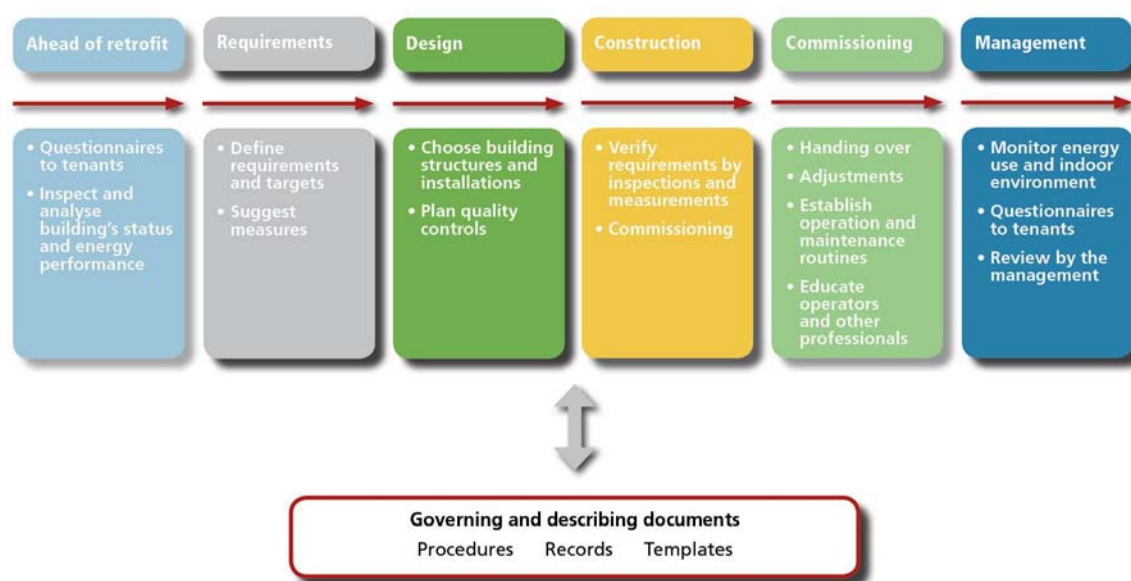 Ahead of retrofit
Requirements
Design
Construction
Commissioning
Management
• Questionnaires
to tenants
• Inspect and
analyse
building's status
and energy
performance
• Define
requirements
and targets
• Suggest
measures
• Choose building
structures and
installations
• Plan quality
controls
• Verify
requirements by
inspections and
measurements
• Commissioning
• Handing over
• Adjustments
• Establish
operation and
maintenance
routines
• Educate
operators
and other
professionals
• Monitor energy
use and indoor
environment
• Questionnaires
to tenants
• Review by the
management
Governing and describing documents
Procedures Records Templates